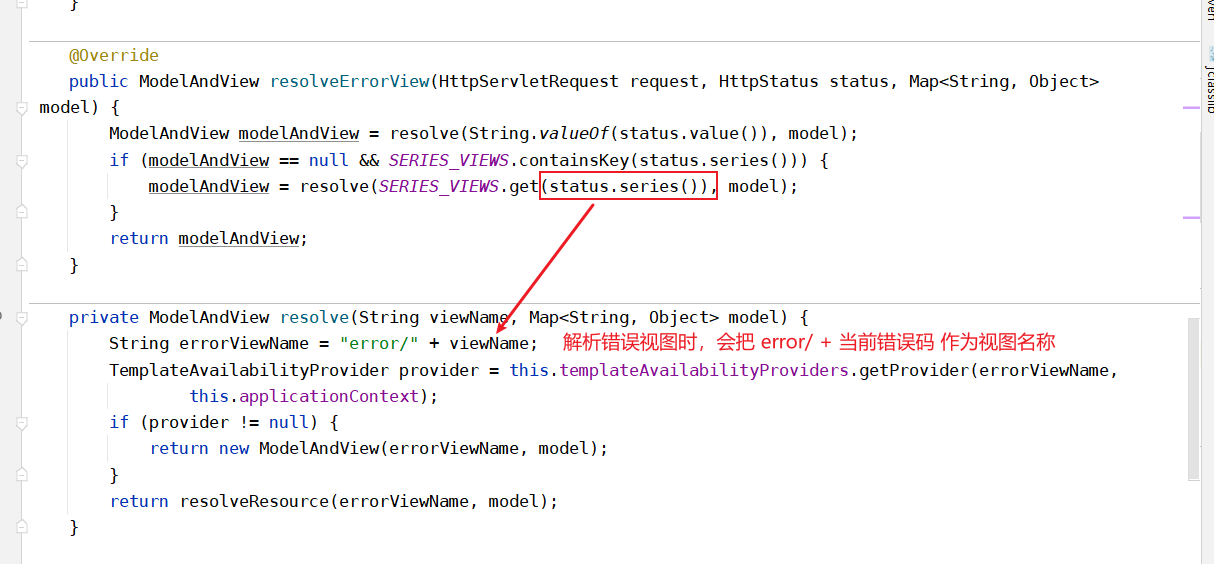 }
@Override
public ModelAndView resolveErrorView(HttpServletRequest request, HttpStatus status, Map<String, Object>
model) {
ModelAndView modelAndView = resolve(String.valueOf(status.value()), model);
if (modelAndView == null && SERIES_VIEWS.containsKey(status.series())) {
modelAndView = resolve(SERIES_VIEWS.get(status.series()), model);
}
return modelAndView;
}
private ModelAndView resolve(String viewName, Map<String, Object> model) {
String errorViewName = "error/" + viewName; 解析错误视图时，会把 error/ + 当前错误码 作为视图名称
TemplateAvailabilityProvider provider = this.templateAvailabilityProviders.getProvider(errorViewName,
this.applicationContext);
if (provider != null) {
return new ModelAndView(errorViewName, model);
}
return resolveResource(errorViewName, model);
}
jclasslib